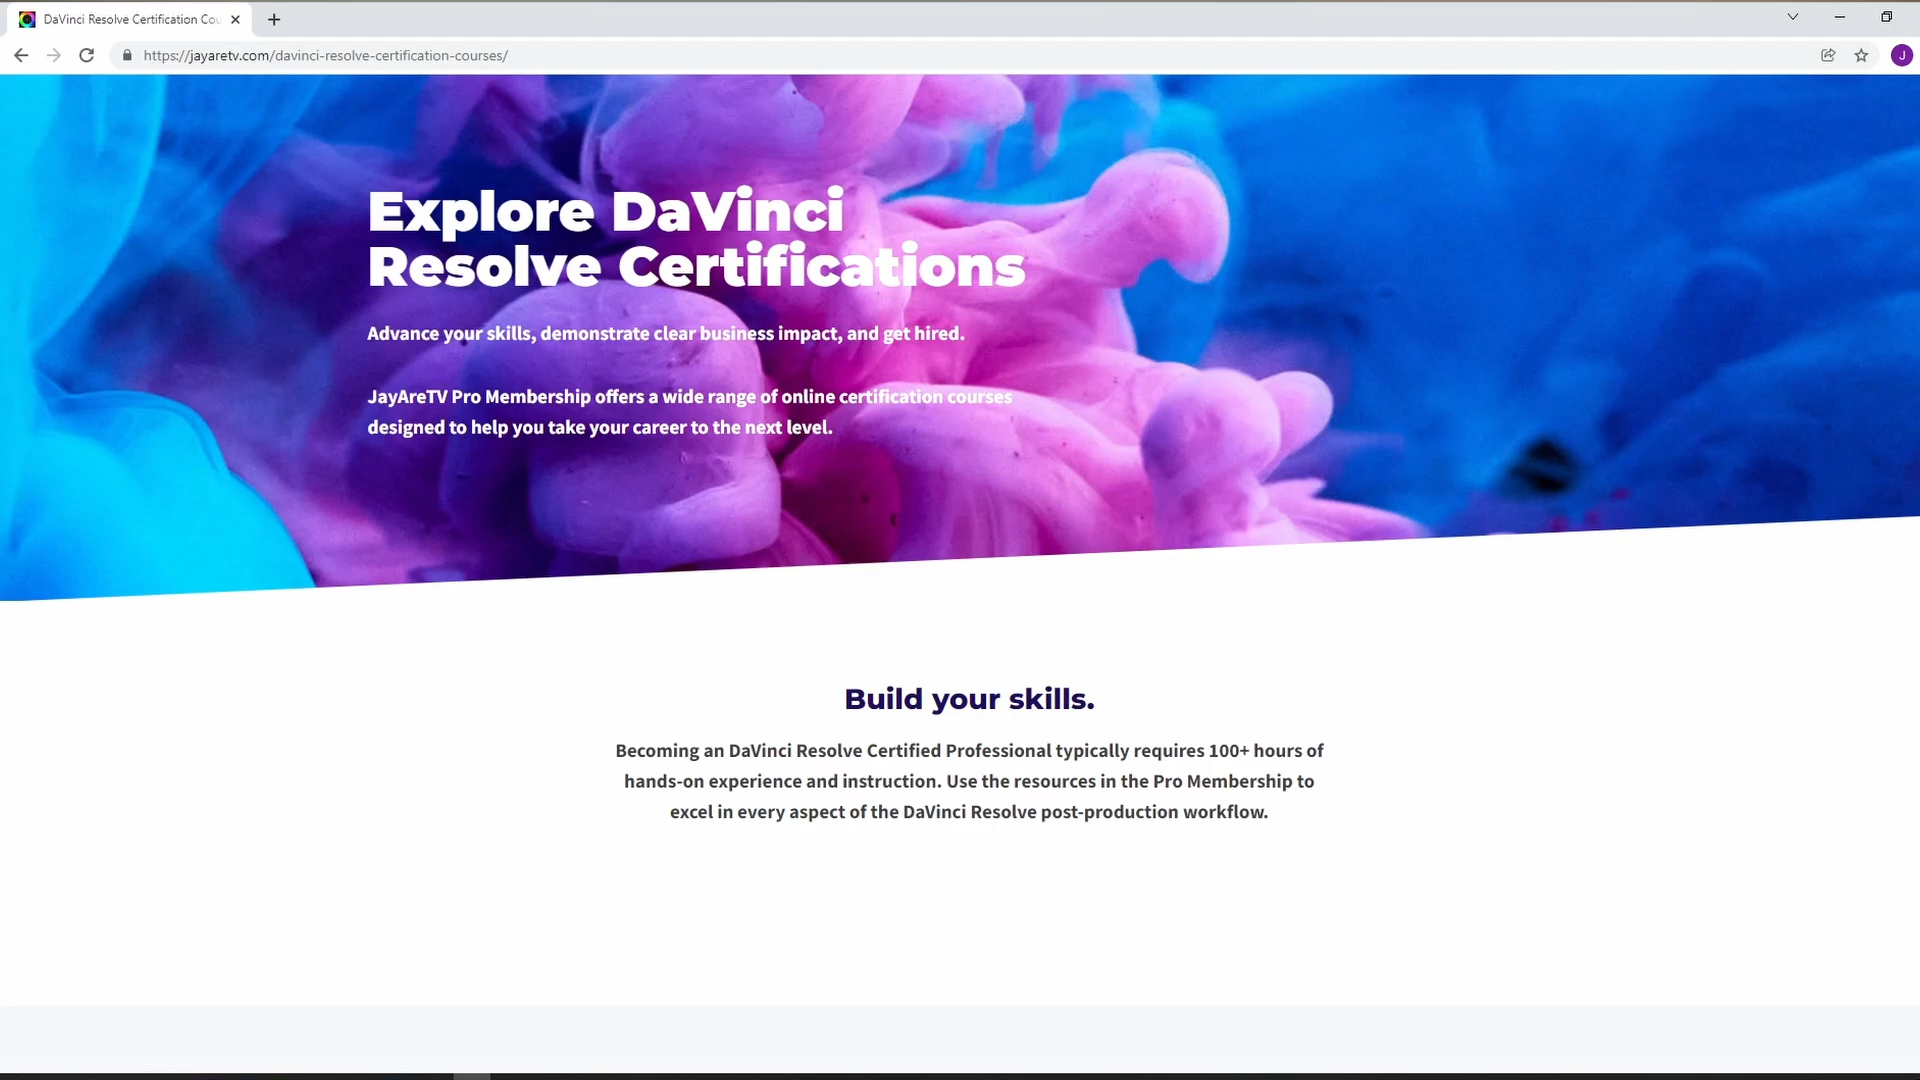 DaVinci Resolve Certification Cou
https://jayaretv.com/davinci-resolve-certification-courses/
J
Explore DaVinci
Resolve Certifications
Advance your skills, demonstrate clear business impact, and get hired.
JayAreTV Pro Membership offers a wide range of online certification courses
designed to help you take your career to the next level.
Build your skills.
Becoming an DaVinci Resolve Certified Professional typically requires 100+ hours of
hands-on experience and instruction. Use the resources in the Pro Membership to
excel in every aspect of the DaVinci Resolve post-production workflow.